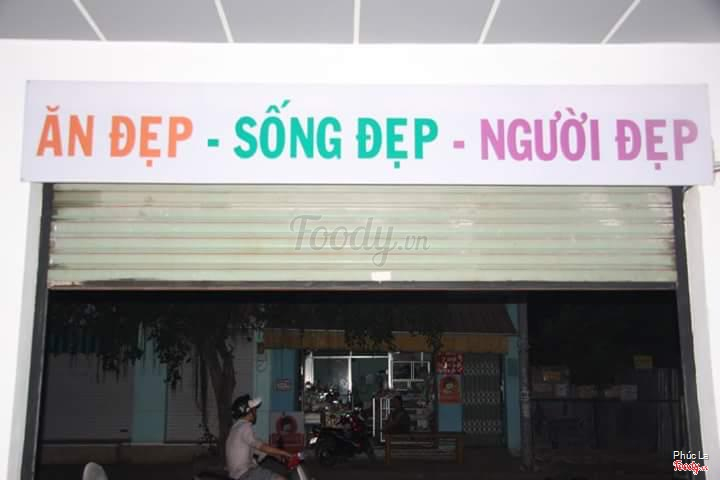 ĂN ĐẸP - SỐNG ĐẸP - NGƯỜI ĐẸP
Foody.vn
Phúc Le
Foody.vn